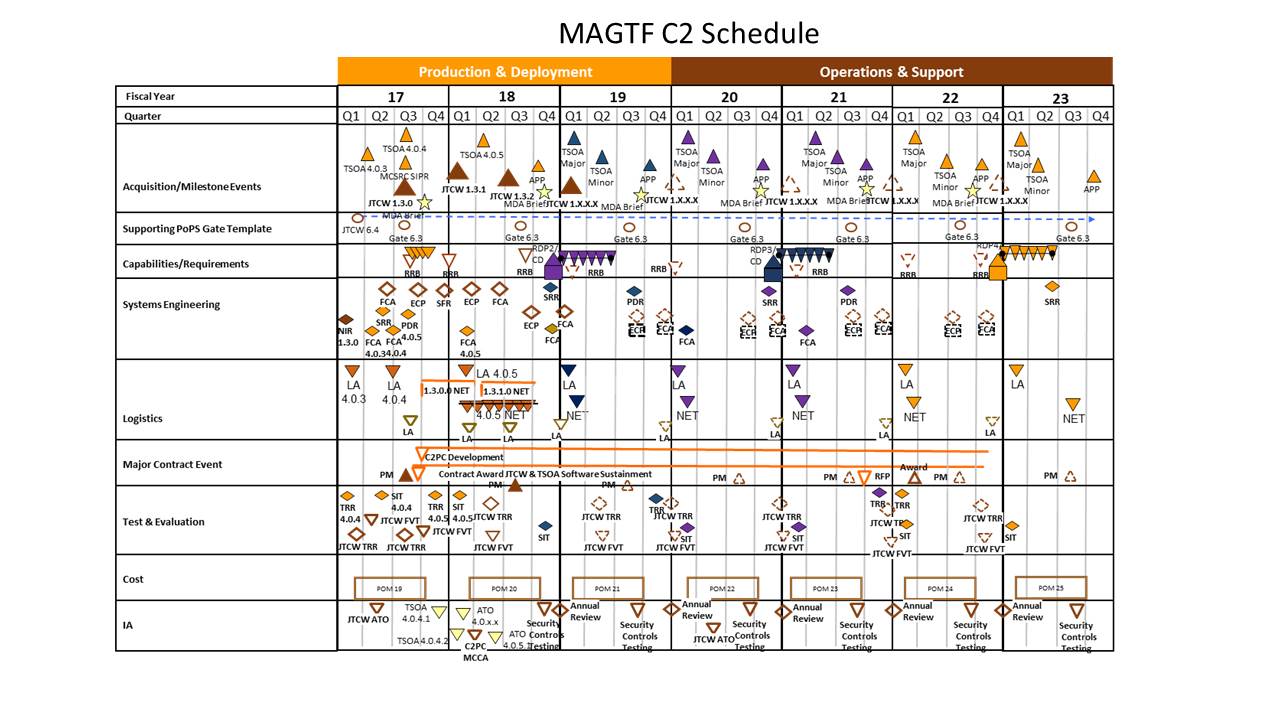 MAGTF C2 Schedule
Production & Deployment
Operations & Support
Fiscal Year
17
18
19
20
21
22
23
Quarter
Q1 Q2 Q3 Q4
Q1 Q2 Q3 Q4
Q1 Q2 Q3 Q4
Q1 Q2 Q3 Q4
Q1 Q2 Q3 Q4
Q1 Q2 Q3 Q4
Q1 Q2 Q3 Q4
Acquisition/Milestone Events
TSOA 4.0.3
TSOA 4.0.4
MCSRC SIPR
JTCW 1.3.0
MDA Brief
TSOA 4.0.5
JTCW 1.3.1
JTCW 1.3.2
APP
MDA Brief
TSOA
Major
TSOA
Minor
APP
JTCW 1.X.X.X
MDA Brief
TSOA
Major
TSOA
Minor
APP
JTCW 1.X.X.X
MDA Brief
TSOA
Major
TSOA
Minor
APP
JTCW 1.X.X.X
MDA Brief
TSOA
Major
TSOA
Minor
APP
JTCW 1.X.X.X
MDA Brief
TSOA
Major
TSOA
Minor
APP
JTCW 1.X.X.X
Supporting PoPS Gate Template
JTCW 6.4
Gate 6.3
Gate 6.3
Gate 6.3
Gate 6.3
Gate 6.3
Gate 6.3
Gate 6.3
Capabilities/Requirements
RRB
RRB
RRB
RDP2/
CD
RRB
RRB
RDP3/
CD
RRB
RRB
RRB
RDP4/
Systems Engineering
NIR
1.3.0
FCA
ECP
SFR
SRR
PDR
4.0.5
FCA
4.0.3
FCA
4.0.4
ECP
FCA
FCA
4.0.5
SRR
ECP
FCA
FCA
PDR
ECP
FCA
FCA
SRR
ECP
FCA
PDR
FCA
ECP
FCA
ECP
FCA
SRR
Logistics
LA
4.0.3
LA
4.0.4
LA
LA 4.0.5
1.3.0.0 NET
1.3.1.0 NET
4.0.5 NET
LA
LA
LA
LA
NET
LA
LA
NET
LA
LA
NET
LA
LA
NET
LA
LA
NET
Major Contract Event
C2PC Development
PM
Contract Award JTCW & TSOA Software Sustainment
PM
PM
PM
PM
RFP
Award
PM
PM
Test & Evaluation
TRR
4.0.4
SIT
4.0.4
JTCW FVT
JTCW TRR
JTCW TRR
TRR
4.0.5
SIT
4.0.5
JTCW FVT
JTCW TRR
JTCW FVT
SIT
JTCW TRR
JTCW FVT
TRR
JTCW TRR
SIT
JTCW FVT
JTCW TRR
SIT
JTCW FVT
TRR
SIT
JTCW FVT
JTCW TRR
JTCW FVT
SIT
Cost
POM 19
POM 20
POM 21
POM 22
POM 23
POM 24
POM 25
IA
JTCW ATO
TSOA
4.0.4.1
TSOA 4.0.4.2
ATO
4.0.x.x
C2PC
MCCA
ATO
Security
Controls
Testing
Annual
Review
Security
Controls
Testing
Annual
Review
JTCW ATO
Security
Controls
Testing
Annual
Review
Security
Controls
Testing
Annual
Review
Security
Controls
Testing
Annual
Review
Security
Controls
Testing